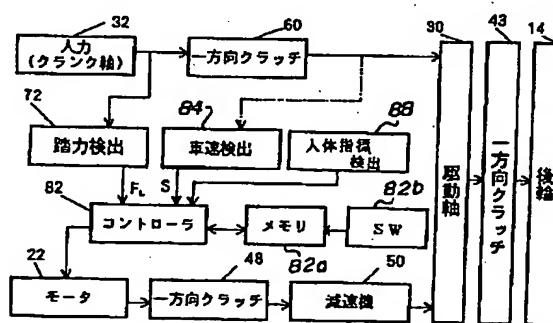 32
人力
(クランク軸)
60
一方向クラッチ
90
43
14
72
踏力検出
84
車速検出
88
人体指標
検出
駆動軸
一方向クラッチ
後輪
FL
S
82
コントローラ
メモリ
82a
82b
SW
22
モータ
48
一方向クラッチ
50
減速機